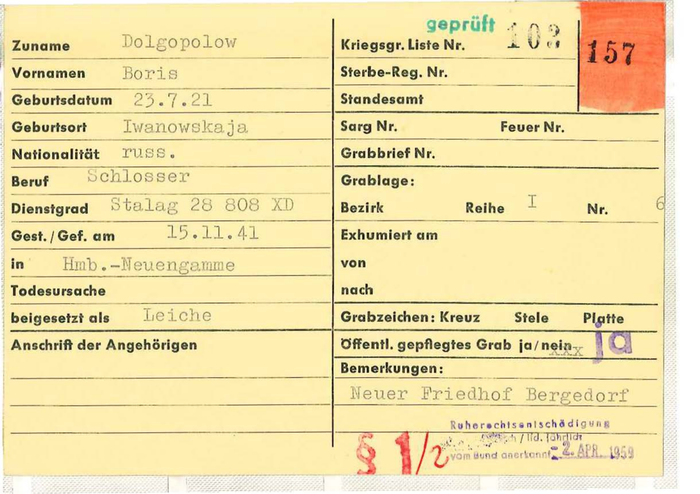 geprüft
Zuname Dolgopolow
Vornamen Boris
Geburtsdatum 23.7.21
Geburtsort Iwanowskaja
Nationalität russ.
Beruf Schlosser
Dienstgrad Stalag 28 808 XD
Gest./Gef. am 15.11.41
in Hmb.-Neuengamme
Todesursache
beigesetzt als Leiche
Anschrift der Angehörigen
Kriegsgr. Liste Nr. 102
157
Sterbe-Reg. Nr.
Standesamt
Sarg Nr. Feuer Nr.
Grabbrief Nr.
Grablage:
Bezirk Reihe I Nr. 6
Exhumiert am
von
nach
Grabzeichen: Kreuz Stele Platte
Öffentl. gepflegtes Grab ja/nein xxx ja
Bemerkungen:
Neuer Friedhof Bergedorf
Ruherechtsentschädigung
/ lfd. jährlich
vom Bund anerkannt 2. APR. 1959
§ 1/2